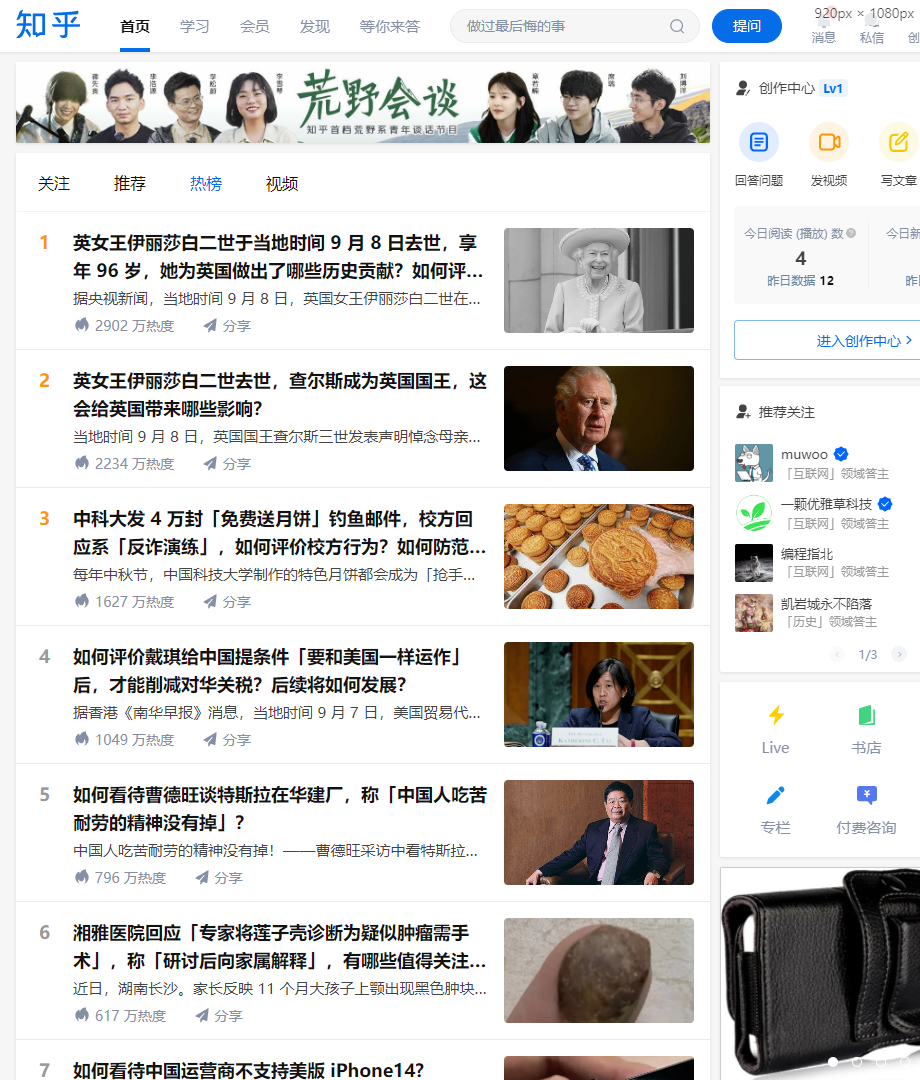 知乎
首页
学习
会员
发现
等你来答
做过最后悔的事
提问
920px × 1080px
消息
私信
创
荒野会谈
知乎首档荒野系青年谈话节目
关注
推荐
热榜
视频
1
英女王伊丽莎白二世于当地时间 9 月 8 日去世，享
年 96 岁，她为英国做出了哪些历史贡献？如何评...
据央视新闻，当地时间 9 月 8 日，英国女王伊丽莎白二世在...
2902 万热度
分享
2
英女王伊丽莎白二世去世，查尔斯成为英国国王，这
会给英国带来哪些影响？
当地时间 9 月 8 日，英国国王查尔斯三世发表声明悼念母亲...
2234 万热度
分享
3
中科大发 4 万封「免费送月饼」钓鱼邮件，校方回
应系「反诈演练」，如何评价校方行为？如何防范...
每年中秋节，中国科技大学制作的特色月饼都会成为「抢手...
1627 万热度
分享
4
如何评价戴琪给中国提条件「要和美国一样运作」
后，才能削减对华关税？后续将如何发展？
据香港《南华早报》消息，当地时间 9 月 7 日，美国贸易代...
1049 万热度
分享
KATHERINE C. TAI
5
如何看待曹德旺谈特斯拉在华建厂，称「中国人吃苦
耐劳的精神没有掉」？
中国人吃苦耐劳的精神没有掉！——曹德旺采访中看特斯拉...
796 万热度
分享
6
湘雅医院回应「专家将莲子壳诊断为疑似肿瘤需手
术」，称「研讨后向家属解释」，有哪些值得关注...
近日，湖南长沙。家长反映 11 个月大孩子上颚出现黑色肿块...
617 万热度
分享
7
如何看待中国运营商不支持美版 iPhone14？
创作中心
Lv1
回答问题
发视频
写文章
今日阅读 (播放) 数
今日新
4
昨日数据 12
昨
进入创作中心
推荐关注
muwoo
「互联网」领域答主
一颗优雅草科技
「互联网」领域答主
编程指北
「互联网」领域答主
凯岩城永不陷落
「历史」领域答主
1/3
Live
书店
专栏
付费咨询